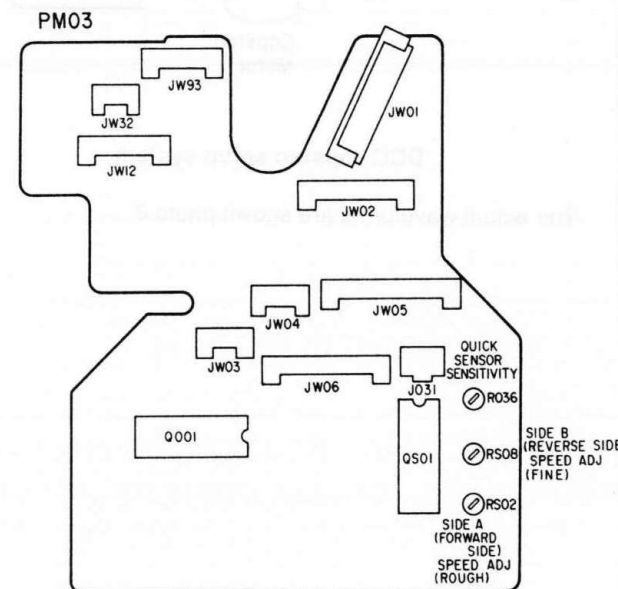 PM03
JW93
JW32
JW01
JW12
JW02
JW04
JW05
JW03
JW06
QUICK
SENSOR
SENSITIVITY
J031
R036
Q001
QS01
SIDE B
(REVERSE SIDE
SPEED ADJ
(FINE)
RS08
RS02
SIDE A
(FORWARD
SIDE)
SPEED ADJ
(ROUGH)